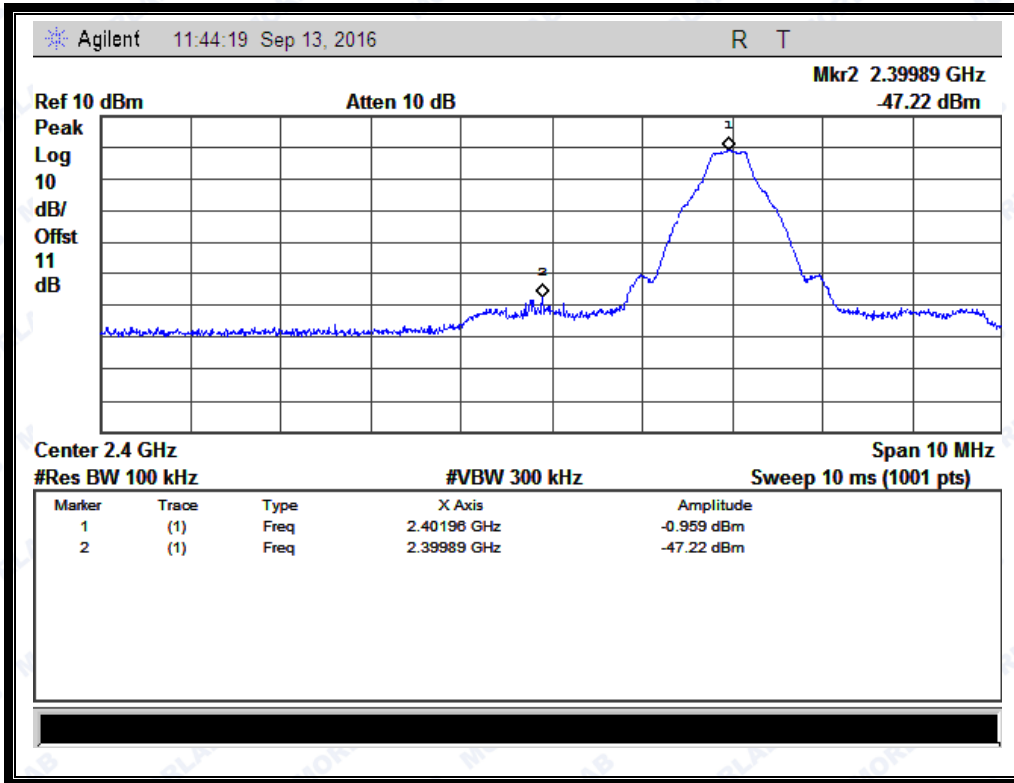 Agilent 11:44:19 Sep 13, 2016 R T
Mkr2 2.39989 GHz
Ref 10 dBm Atten 10 dB -47.22 dBm
Peak
Log
10
dB/
Offst
11
dB
1
2
Center 2.4 GHz Span 10 MHz
#Res BW 100 kHz #VBW 300 kHz Sweep 10 ms (1001 pts)
Marker Trace Type X Axis Amplitude
1 (1) Freq 2.40196 GHz -0.959 dBm
2 (1) Freq 2.39989 GHz -47.22 dBm